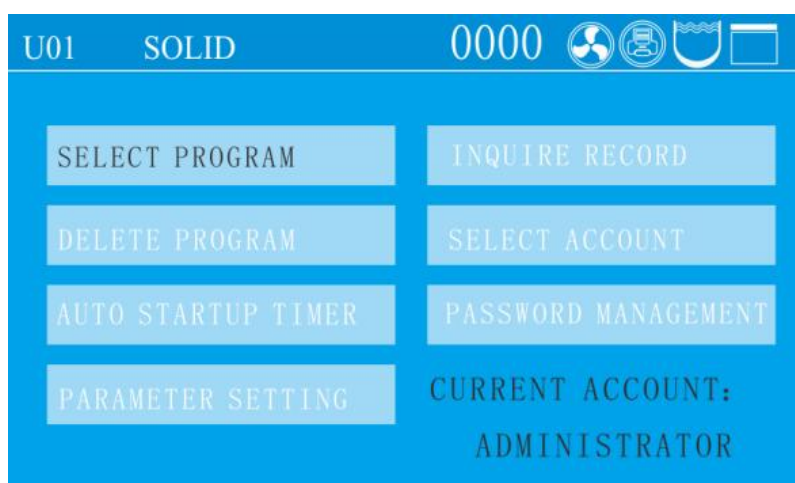 U01 SOLID 0000
SELECT PROGRAM
INQUIRE RECORD
DELETE PROGRAM
SELECT ACCOUNT
AUTO STARTUP TIMER
PASSWORD MANAGEMENT
PARAMETER SETTING
CURRENT ACCOUNT:
ADMINISTRATOR